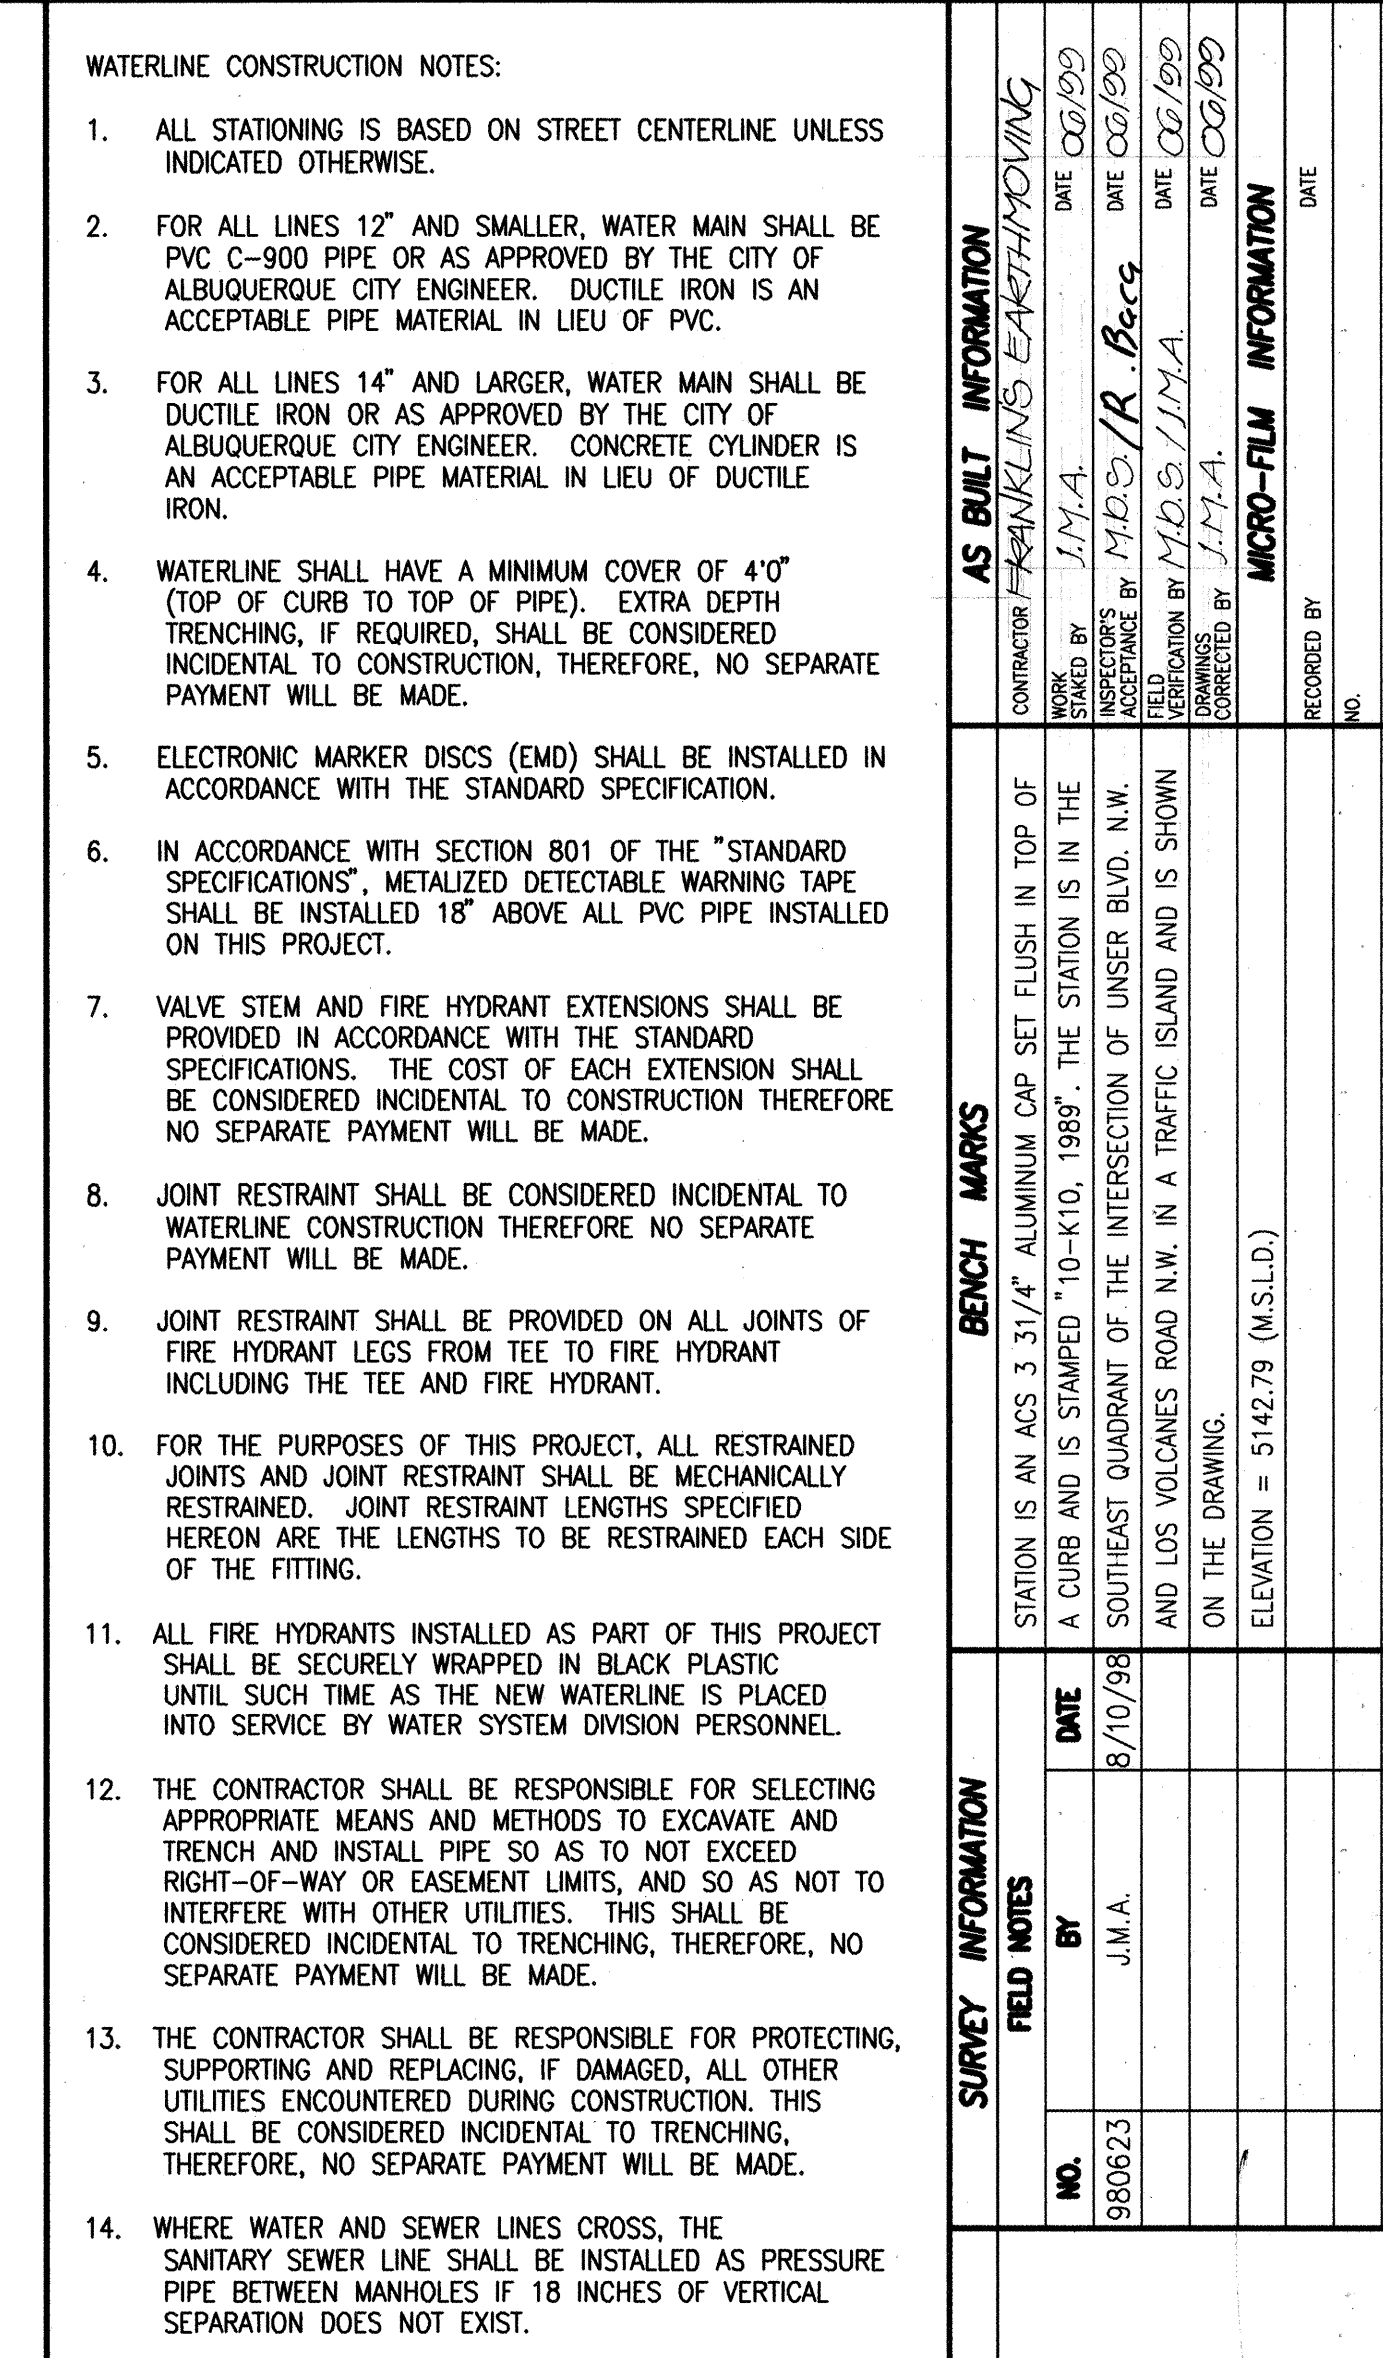 WATERLINE CONSTRUCTION NOTES:
1. ALL STATIONING IS BASED ON STREET CENTERLINE UNLESS
INDICATED OTHERWISE.
2. FOR ALL LINES 12" AND SMALLER, WATER MAIN SHALL BE
PVC C-900 PIPE OR AS APPROVED BY THE CITY OF
ALBUQUERQUE CITY ENGINEER. DUCTILE IRON IS AN
ACCEPTABLE PIPE MATERIAL IN LIEU OF PVC.
3. FOR ALL LINES 14" AND LARGER, WATER MAIN SHALL BE
DUCTILE IRON OR AS APPROVED BY THE CITY OF
ALBUQUERQUE CITY ENGINEER. CONCRETE CYLINDER IS
AN ACCEPTABLE PIPE MATERIAL IN LIEU OF DUCTILE
IRON.
4. WATERLINE SHALL HAVE A MINIMUM COVER OF 4'0"
(TOP OF CURB TO TOP OF PIPE). EXTRA DEPTH
TRENCHING, IF REQUIRED, SHALL BE CONSIDERED
INCIDENTAL TO CONSTRUCTION, THEREFORE, NO SEPARATE
PAYMENT WILL BE MADE.
5. ELECTRONIC MARKER DISCS (EMD) SHALL BE INSTALLED IN
ACCORDANCE WITH THE STANDARD SPECIFICATION.
6. IN ACCORDANCE WITH SECTION 801 OF THE "STANDARD
SPECIFICATIONS", METALIZED DETECTABLE WARNING TAPE
SHALL BE INSTALLED 18" ABOVE ALL PVC PIPE INSTALLED
ON THIS PROJECT.
7. VALVE STEM AND FIRE HYDRANT EXTENSIONS SHALL BE
PROVIDED IN ACCORDANCE WITH THE STANDARD
SPECIFICATIONS. THE COST OF EACH EXTENSION SHALL
BE CONSIDERED INCIDENTAL TO CONSTRUCTION THEREFORE
NO SEPARATE PAYMENT WILL BE MADE.
8. JOINT RESTRAINT SHALL BE CONSIDERED INCIDENTAL TO
WATERLINE CONSTRUCTION THEREFORE NO SEPARATE
PAYMENT WILL BE MADE.
9. JOINT RESTRAINT SHALL BE PROVIDED ON ALL JOINTS OF
FIRE HYDRANT LEGS FROM TEE TO FIRE HYDRANT
INCLUDING THE TEE AND FIRE HYDRANT.
10. FOR THE PURPOSES OF THIS PROJECT, ALL RESTRAINED
JOINTS AND JOINT RESTRAINT SHALL BE MECHANICALLY
RESTRAINED. JOINT RESTRAINT LENGTHS SPECIFIED
HEREON ARE THE LENGTHS TO BE RESTRAINED EACH SIDE
OF THE FITTING.
11. ALL FIRE HYDRANTS INSTALLED AS PART OF THIS PROJECT
SHALL BE SECURELY WRAPPED IN BLACK PLASTIC
UNTIL SUCH TIME AS THE NEW WATERLINE IS PLACED
INTO SERVICE BY WATER SYSTEM DIVISION PERSONNEL.
12. THE CONTRACTOR SHALL BE RESPONSIBLE FOR SELECTING
APPROPRIATE MEANS AND METHODS TO EXCAVATE AND
TRENCH AND INSTALL PIPE SO AS TO NOT EXCEED
RIGHT-OF-WAY OR EASEMENT LIMITS, AND SO AS NOT TO
INTERFERE WITH OTHER UTILITIES. THIS SHALL BE
CONSIDERED INCIDENTAL TO TRENCHING, THEREFORE, NO
SEPARATE PAYMENT WILL BE MADE.
13. THE CONTRACTOR SHALL BE RESPONSIBLE FOR PROTECTING,
SUPPORTING AND REPLACING, IF DAMAGED, ALL OTHER
UTILITIES ENCOUNTERED DURING CONSTRUCTION. THIS
SHALL BE CONSIDERED INCIDENTAL TO TRENCHING,
THEREFORE, NO SEPARATE PAYMENT WILL BE MADE.
14. WHERE WATER AND SEWER LINES CROSS, THE
SANITARY SEWER LINE SHALL BE INSTALLED AS PRESSURE
PIPE BETWEEN MANHOLES IF 18 INCHES OF VERTICAL
SEPARATION DOES NOT EXIST.
SURVEY INFORMATION
FIELD NOTES
NO. BY DATE
980623 J.M.A. 8/10/98
BENCH MARKS
STATION IS AN ACS 3 31/4" ALUMINUM CAP SET FLUSH IN TOP OF
A CURB AND IS STAMPED "10-K10, 1989". THE STATION IS IN THE
SOUTHEAST QUADRANT OF THE INTERSECTION OF UNSER BLVD. N.W.
AND LOS VOLCANES ROAD N.W. IN A TRAFFIC ISLAND AND IS SHOWN
ON THE DRAWING.
ELEVATION = 5142.79 (M.S.L.D.)
AS BUILT INFORMATION
CONTRACTOR FRANKLIN'S EARTHMOVING
WORK
STAKED BY J.M.A. DATE 06/99
INSPECTOR'S
ACCEPTANCE BY M.D.S. / R. Baca DATE 06/99
FIELD
VERIFICATION BY M.D.S. / J.M.A. DATE 06/99
DRAWINGS
CORRECTED BY J.M.A. DATE 06/99
MICRO-FILM INFORMATION
RECORDED BY DATE
NO.